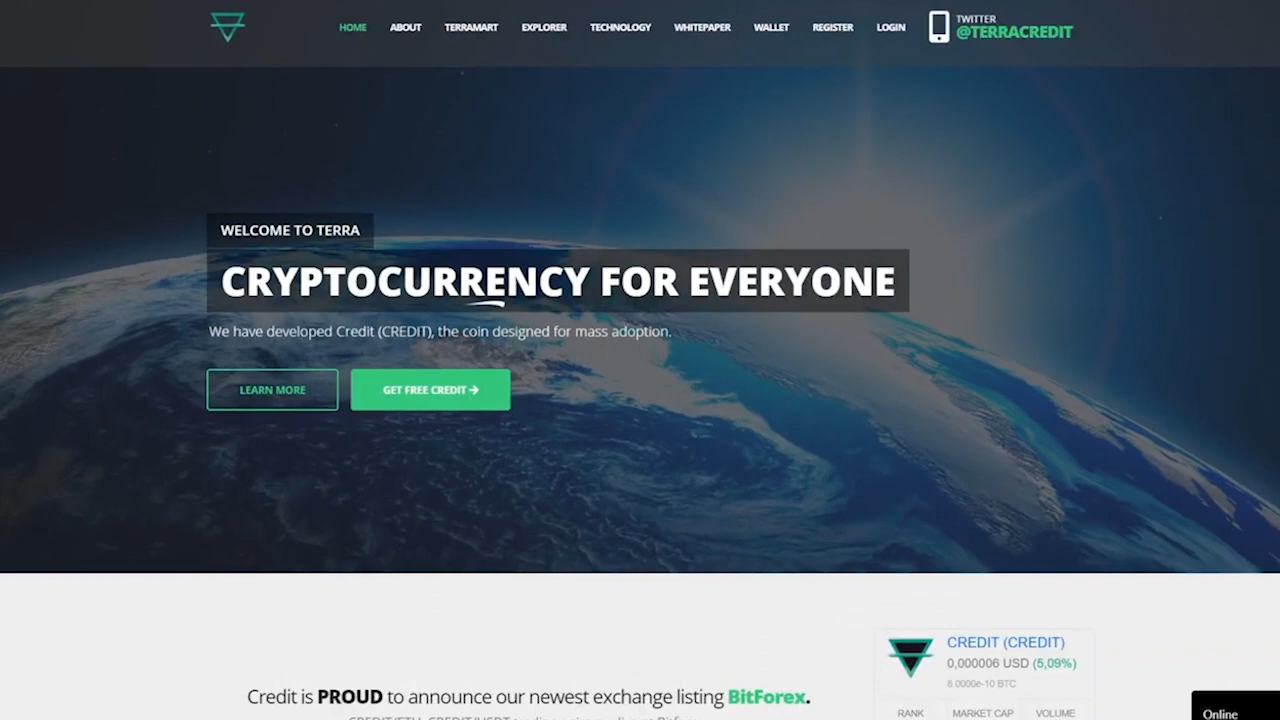 HOME ABOUT TERRAMART EXPLORER TECHNOLOGY WHITEPAPER WALLET REGISTER LOGIN
TWITTER
@TERRACREDIT
WELCOME TO TERRA
CRYPTOCURRENCY FOR EVERYONE
We have developed Credit (CREDIT), the coin designed for mass adoption.
LEARN MORE
GET FREE CREDIT →
CREDIT (CREDIT)
0,000006 USD (5,09%)
8.0000e-10 BTC
Credit is PROUD to announce our newest exchange listing BitForex.
RANK MARKET CAP VOLUME
Online